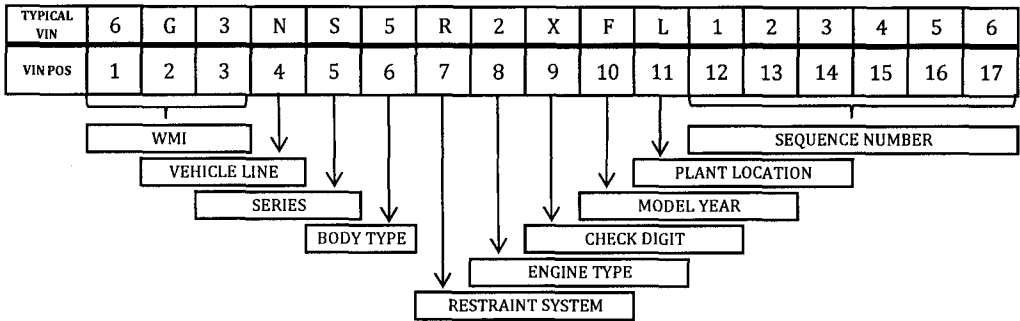 TYPICAL VIN 6 G 3 N S 5 R 2 X F L 1 2 3 4 5 6
VIN POS 1 2 3 4 5 6 7 8 9 10 11 12 13 14 15 16 17
WMI SEQUENCE NUMBER
VEHICLE LINE PLANT LOCATION
SERIES MODEL YEAR
BODY TYPE CHECK DIGIT
ENGINE TYPE
RESTRAINT SYSTEM